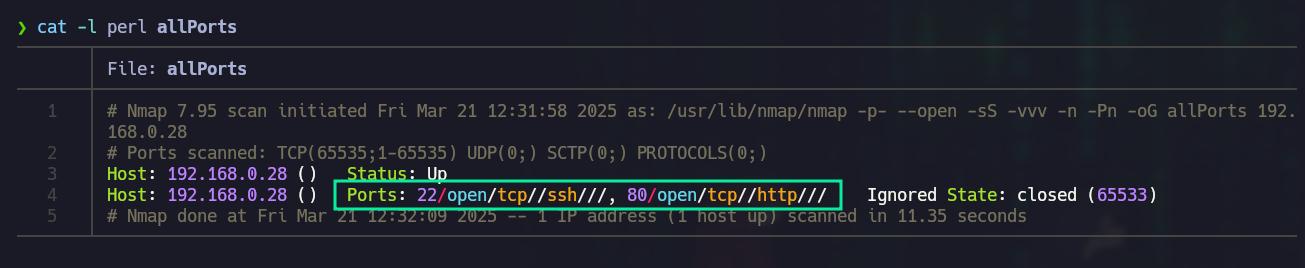 ❯ cat -l perl allPorts
File: allPorts
1 # Nmap 7.95 scan initiated Fri Mar 21 12:31:58 2025 as: /usr/lib/nmap/nmap -p- --open -sS -vvv -n -Pn -oG allPorts 192.
168.0.28
2 # Ports scanned: TCP(65535;1-65535) UDP(0;) SCTP(0;) PROTOCOLS(0;)
3 Host: 192.168.0.28 () Status: Up
4 Host: 192.168.0.28 () Ports: 22/open/tcp//ssh///, 80/open/tcp//http/// Ignored State: closed (65533)
5 # Nmap done at Fri Mar 21 12:32:09 2025 -- 1 IP address (1 host up) scanned in 11.35 seconds